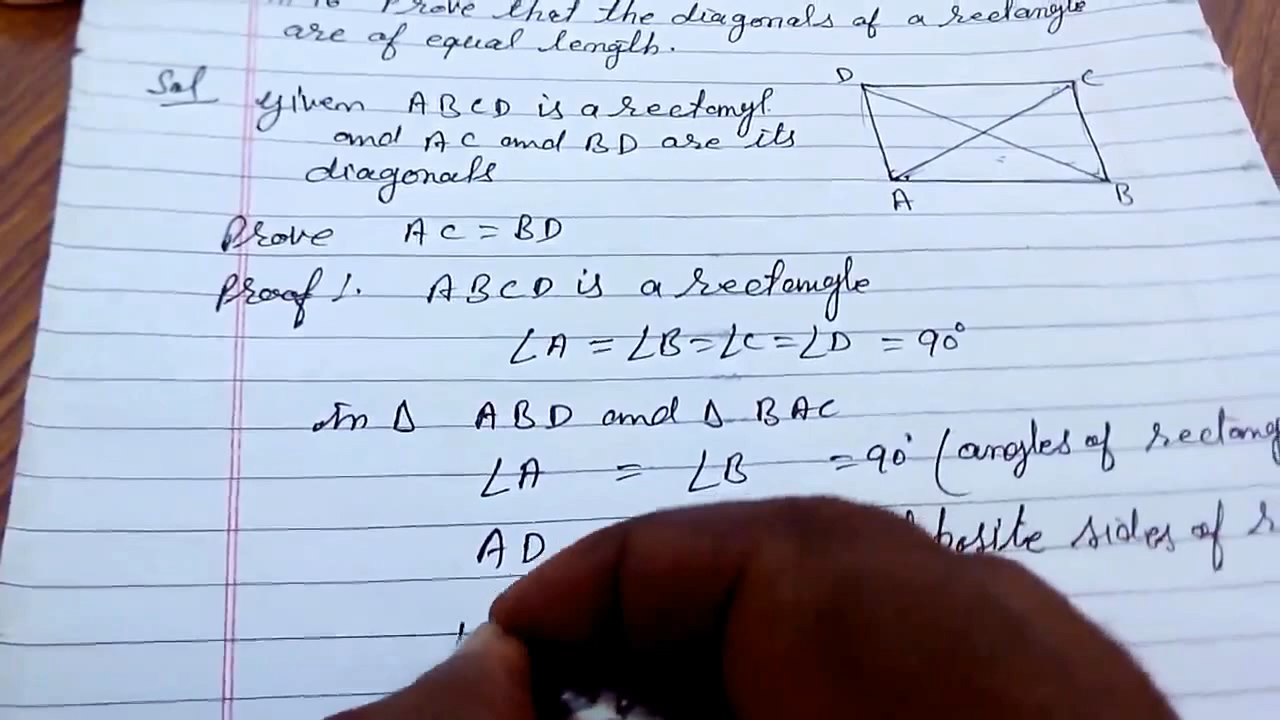 Prove that the diagonals of a rectangle
are of equal length.
Sol given ABCD is a rectangl
and AC and BD are its
diagonals
D C
A B
Prove AC = BD
Proof 1. ABCD is a rectangle
∠A = ∠B = ∠C = ∠D = 90°
In Δ ABD and Δ BAC
∠A = ∠B = 90° (angles of rectang
AD posite sides of r